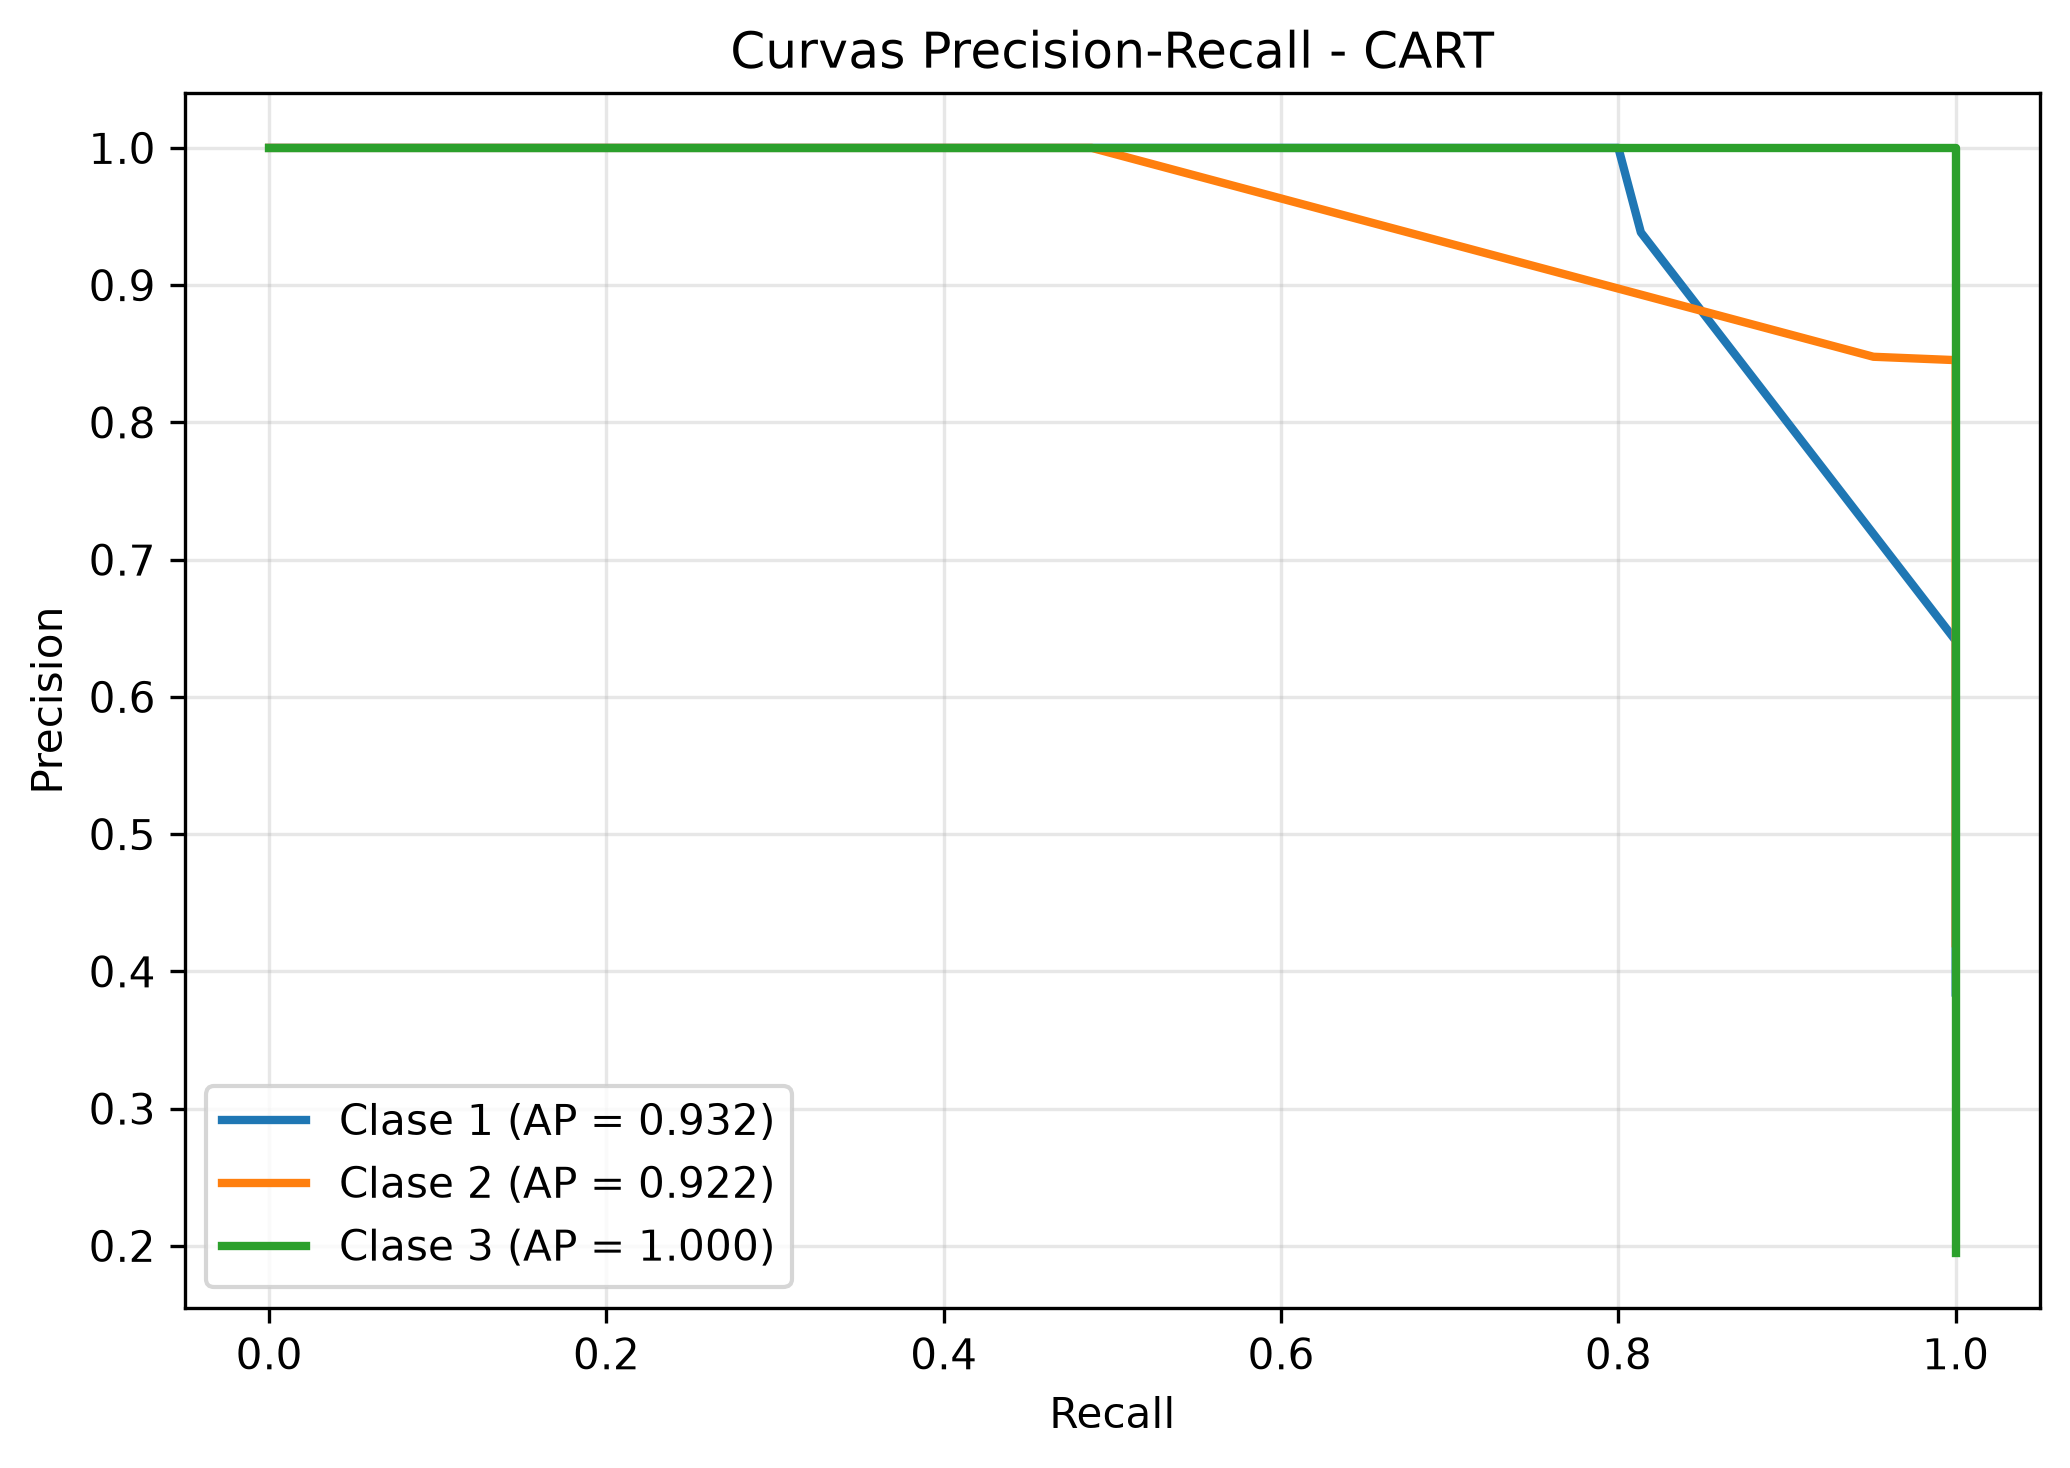 Curvas Precision-Recall - CART
1.0
0.9
0.8
0.7
0.6
0.5
0.4
0.3
0.2
Precision
Clase 1 (AP = 0.932)
Clase 2 (AP = 0.922)
Clase 3 (AP = 1.000)
0.0 0.2 0.4 0.6 0.8 1.0
Recall